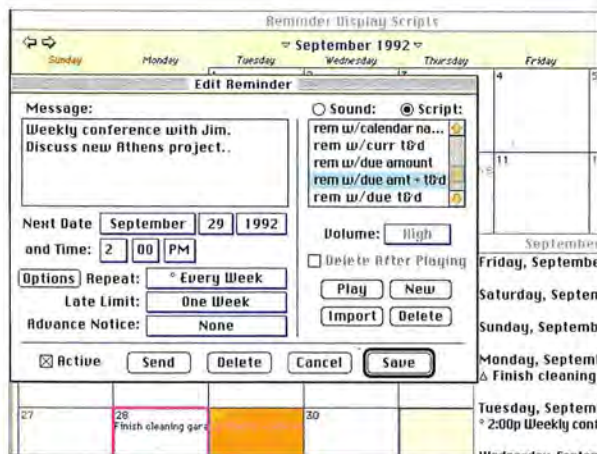 Reminder Display Scripts
September 1992
Sunday Monday Tuesday Wednesday Thursday Friday
4
Edit Reminder
Message:
Weekly conference with Jim.
Discuss new Athens project..
Sound: Script:
rem w/calendar na...
rem w/curr t&d
rem w/due amount
rem w/due amt + t&d
rem w/due t&d
11
Next Date September 29 1992
and Time: 2 00 PM
Volume: High
Delete After Playing
Options Repeat: ° Every Week
Late Limit: One Week
Advance Notice: None
Play New
Import Delete
Active Send Delete Cancel Save
September
Friday, Septembe
Saturday, Septem
Sunday, Septemb
Monday, Septem
Δ Finish cleaning
Tuesday, Septem
° 2:00p Weekly conf
27 28 30
Finish cleaning gara